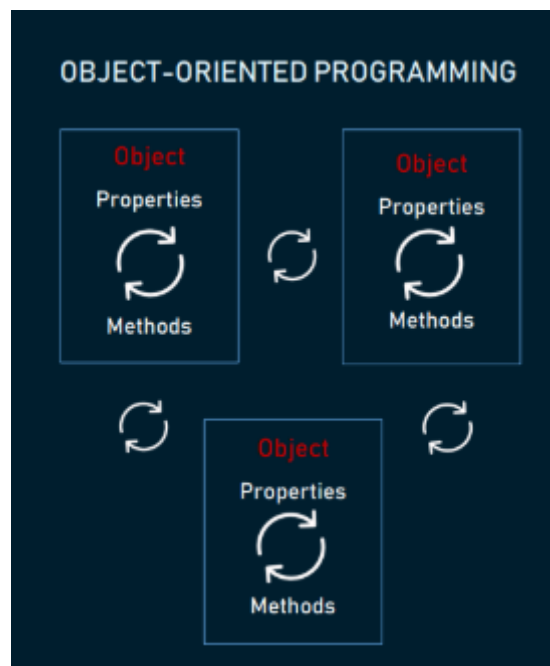 OBJECT-ORIENTED PROGRAMMING
Object
Properties
Methods
Object
Properties
Methods
Object
Properties
Methods